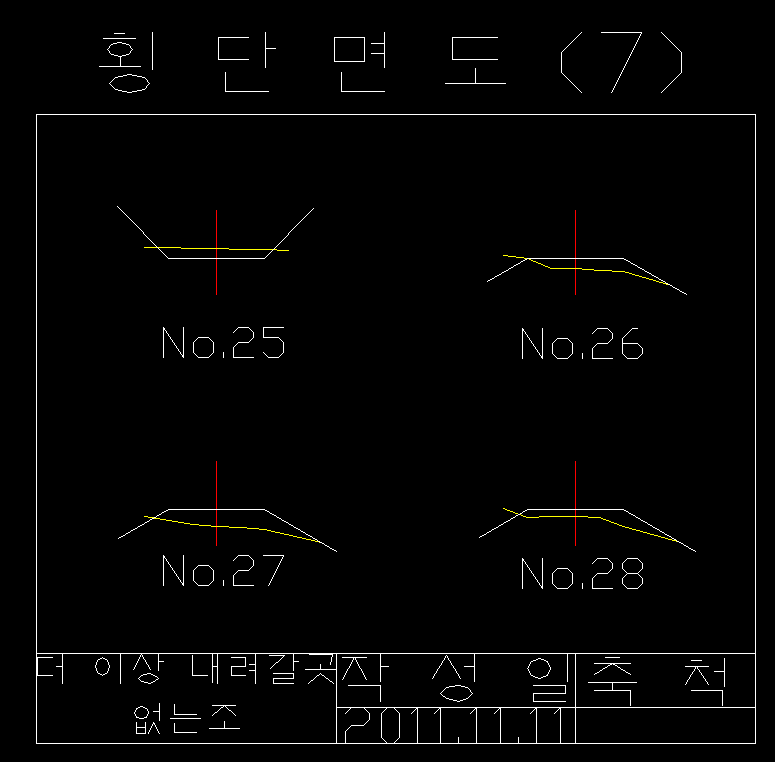 횡 단 면 도 (7)
No.25
No.26
No.27
No.28
더 이상 내려갈곳
없는조
작 성 일
축 척
2011.11.11